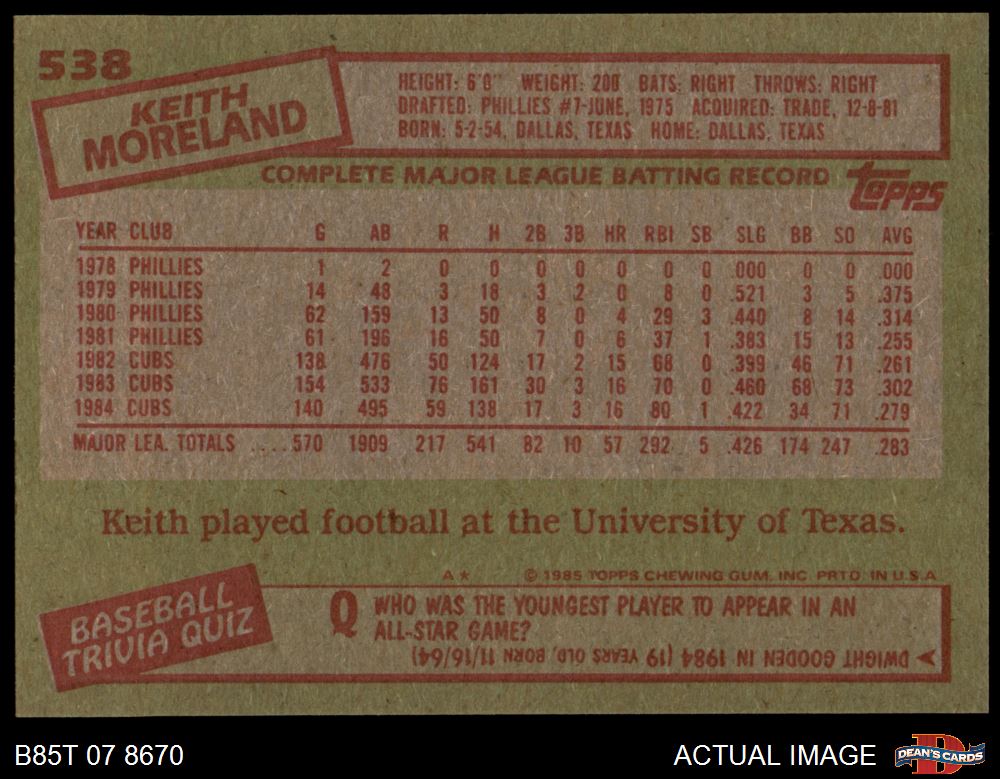 538
KEITH
MORELAND
HEIGHT: 6'0" WEIGHT: 200 BATS: RIGHT THROWS: RIGHT
DRAFTED: PHILLIES #7-JUNE, 1975 ACQUIRED: TRADE, 12-8-81
BORN: 5-2-54, DALLAS, TEXAS HOME: DALLAS, TEXAS
COMPLETE MAJOR LEAGUE BATTING RECORD topps
YEAR CLUB G AB R H 2B 3B HR RBI SB SLG BB SO AVG
1978 PHILLIES 1 2 0 0 0 0 0 0 0 .000 0 0 .000
1979 PHILLIES 14 48 3 18 3 2 0 8 0 .521 3 5 .375
1980 PHILLIES 62 159 13 50 8 0 4 29 3 .440 8 14 .314
1981 PHILLIES 61 196 16 50 7 0 6 37 1 .383 15 13 .255
1982 CUBS 138 476 50 124 17 2 15 68 0 .399 46 71 .261
1983 CUBS 154 533 76 161 30 3 16 70 0 .460 68 73 .302
1984 CUBS 140 495 59 138 17 3 16 80 1 .422 34 71 .279
MAJOR LEA. TOTALS ....570 1909 217 541 82 10 57 292 5 .426 174 247 .283
Keith played football at the University of Texas.
A★ © 1985 TOPPS CHEWING GUM, INC. PRTD. IN U.S.A.
BASEBALL
TRIVIA QUIZ
Q WHO WAS THE YOUNGEST PLAYER TO APPEAR IN AN
ALL-STAR GAME?
DWIGHT GOODEN IN 1984 (19 YEARS OLD, BORN 11/16/64)
B85T 07 8670
ACTUAL IMAGE
D
DEAN'S CARDS